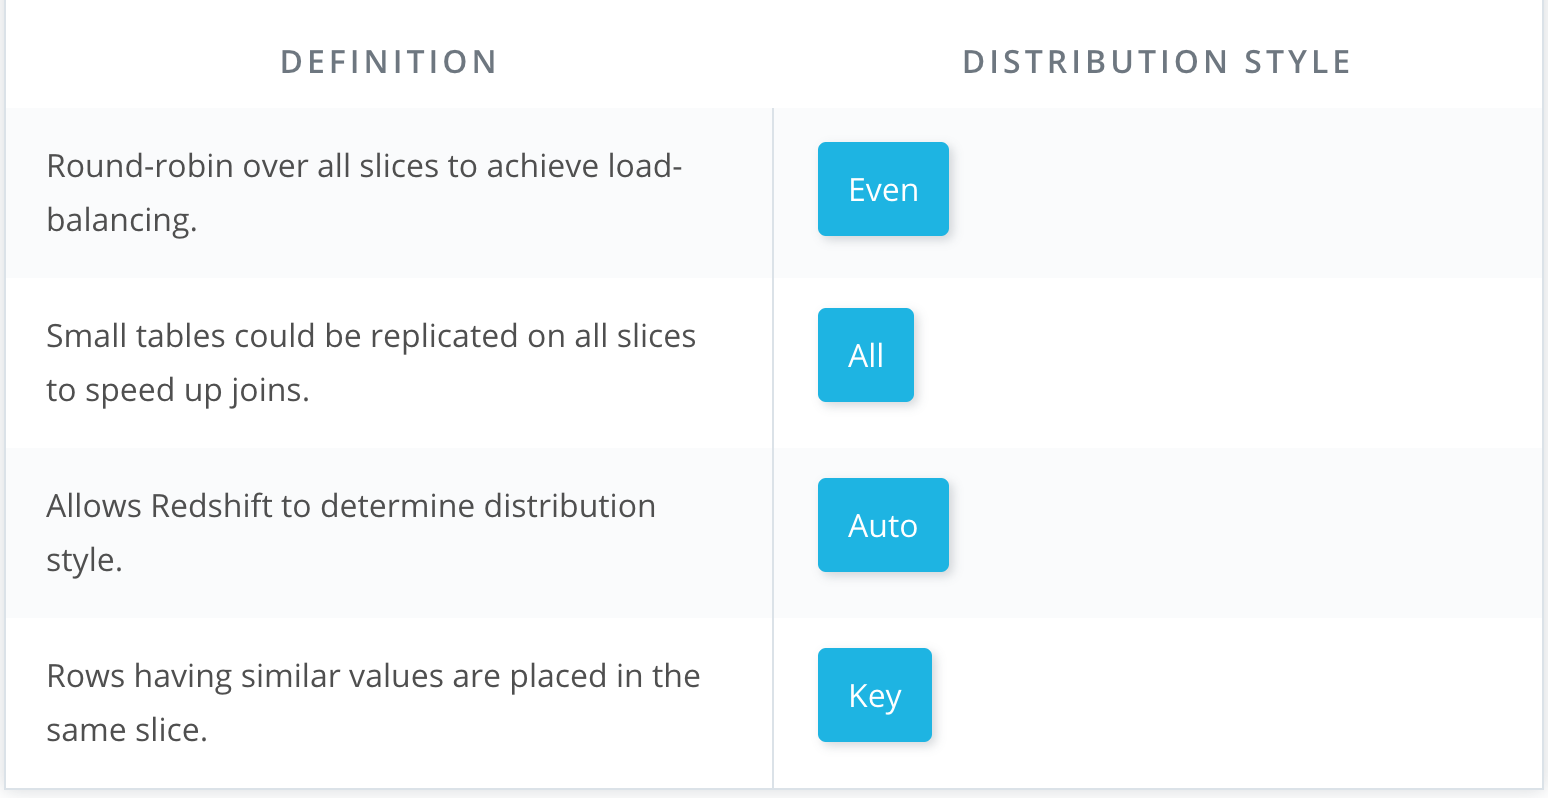 DEFINITION
DISTRIBUTION STYLE
Round-robin over all slices to achieve load-
balancing.
Even
Small tables could be replicated on all slices
to speed up joins.
All
Allows Redshift to determine distribution
style.
Auto
Rows having similar values are placed in the
same slice.
Key